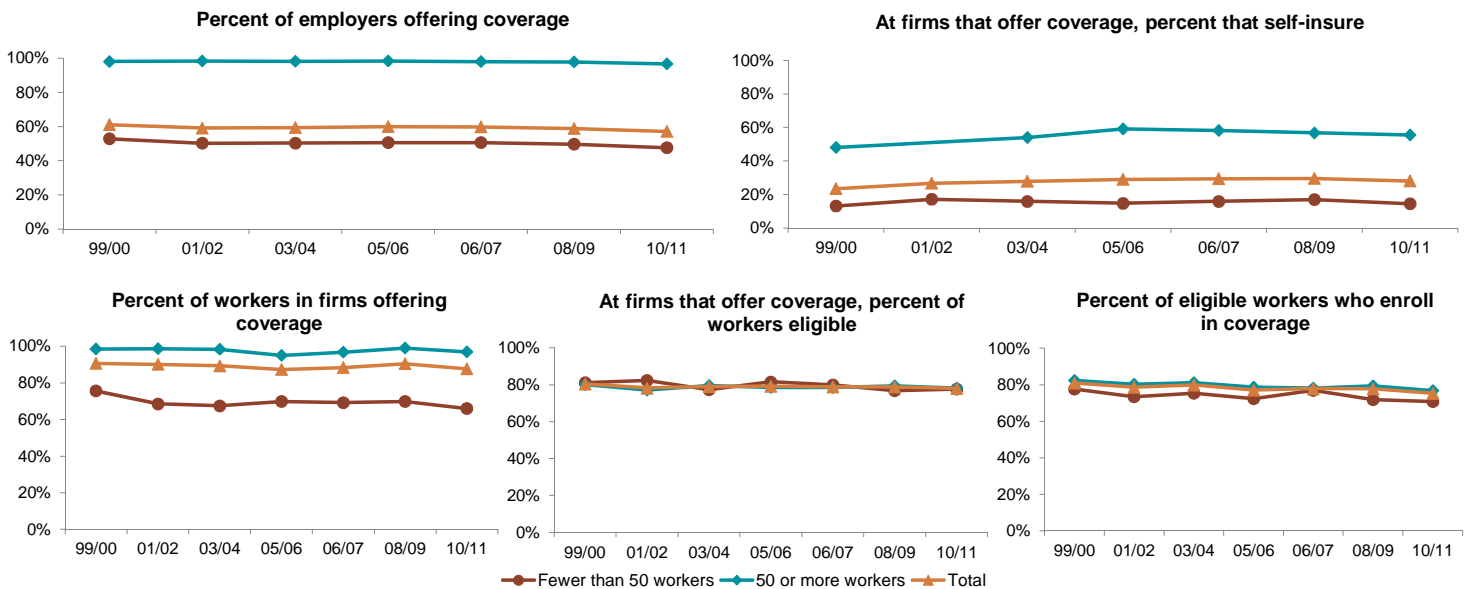 Percent of employers offering coverage
100%
80%
60%
40%
20%
0%
99/00 01/02 03/04 05/06 06/07 08/09 10/11
At firms that offer coverage, percent that self-insure
100%
80%
60%
40%
20%
0%
99/00 01/02 03/04 05/06 06/07 08/09 10/11
Percent of workers in firms offering
coverage
100%
80%
60%
40%
20%
0%
99/00 01/02 03/04 05/06 06/07 08/09 10/11
At firms that offer coverage, percent of
workers eligible
100%
80%
60%
40%
20%
0%
99/00 01/02 03/04 05/06 06/07 08/09 10/11
Percent of eligible workers who enroll
in coverage
100%
80%
60%
40%
20%
0%
99/00 01/02 03/04 05/06 06/07 08/09 10/11
Fewer than 50 workers 50 or more workers Total